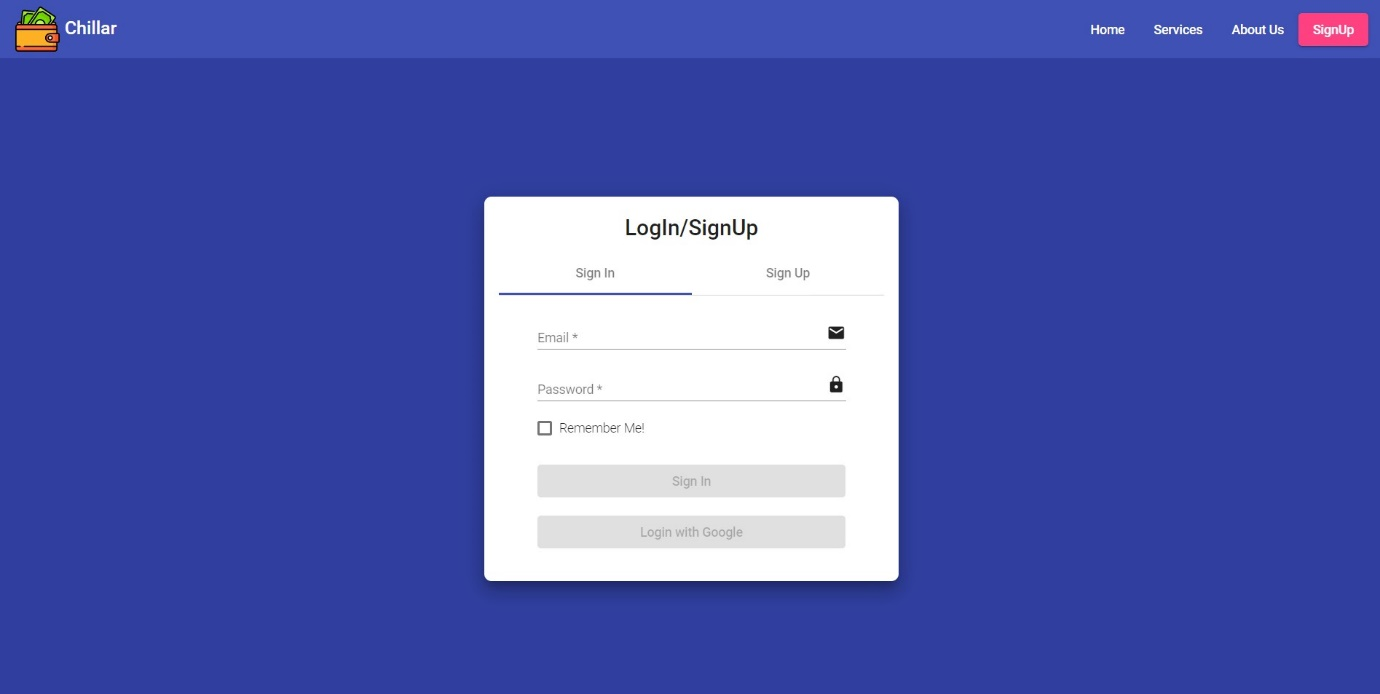 Chillar
Home Services About Us SignUp
LogIn/SignUp
Sign In Sign Up
Email *
Password *
Remember Me!
Sign In
Login with Google